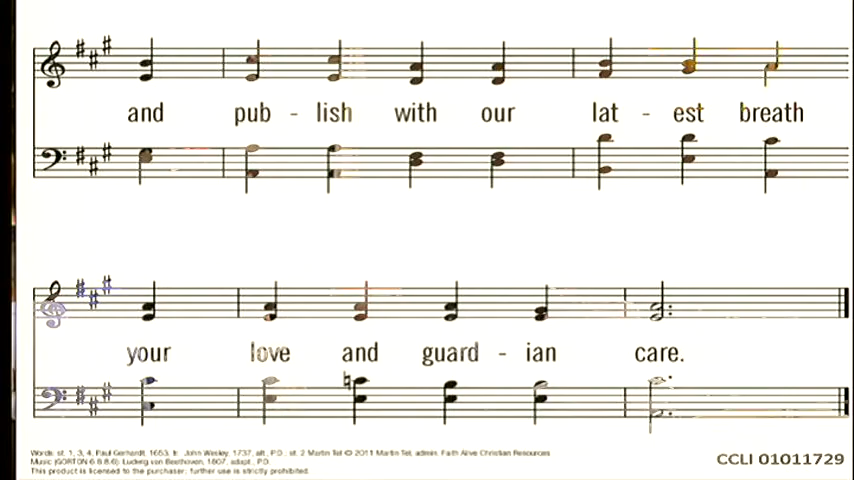 and pub - lish with our lat - est breath
your love and guard - ian care.
Words: st. 1, 3, 4, Paul Gerhardt, 1653, tr. John Wesley, 1737, alt., P.D.; st. 2 Martin Tel © 2011 Martin Tel, admin. Faith Alive Christian Resources
Music (GORTON 6.6.8.6): Ludwig van Beethoven, 1807, adapt., P.D.
This product is licensed to the purchaser; further use is strictly prohibited.
CCLI 01011729